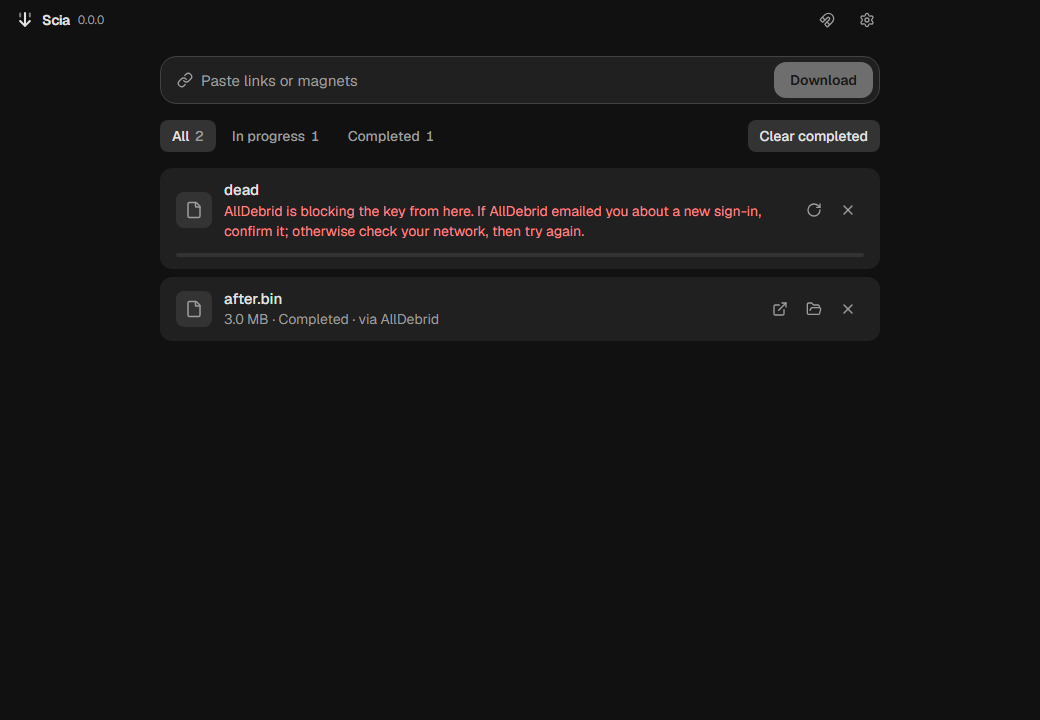 Scia 0.0.0
Paste links or magnets
Download
All 2
In progress 1
Completed 1
Clear completed
dead
AllDebrid is blocking the key from here. If AllDebrid emailed you about a new sign-in,
confirm it; otherwise check your network, then try again.
after.bin
3.0 MB · Completed · via AllDebrid